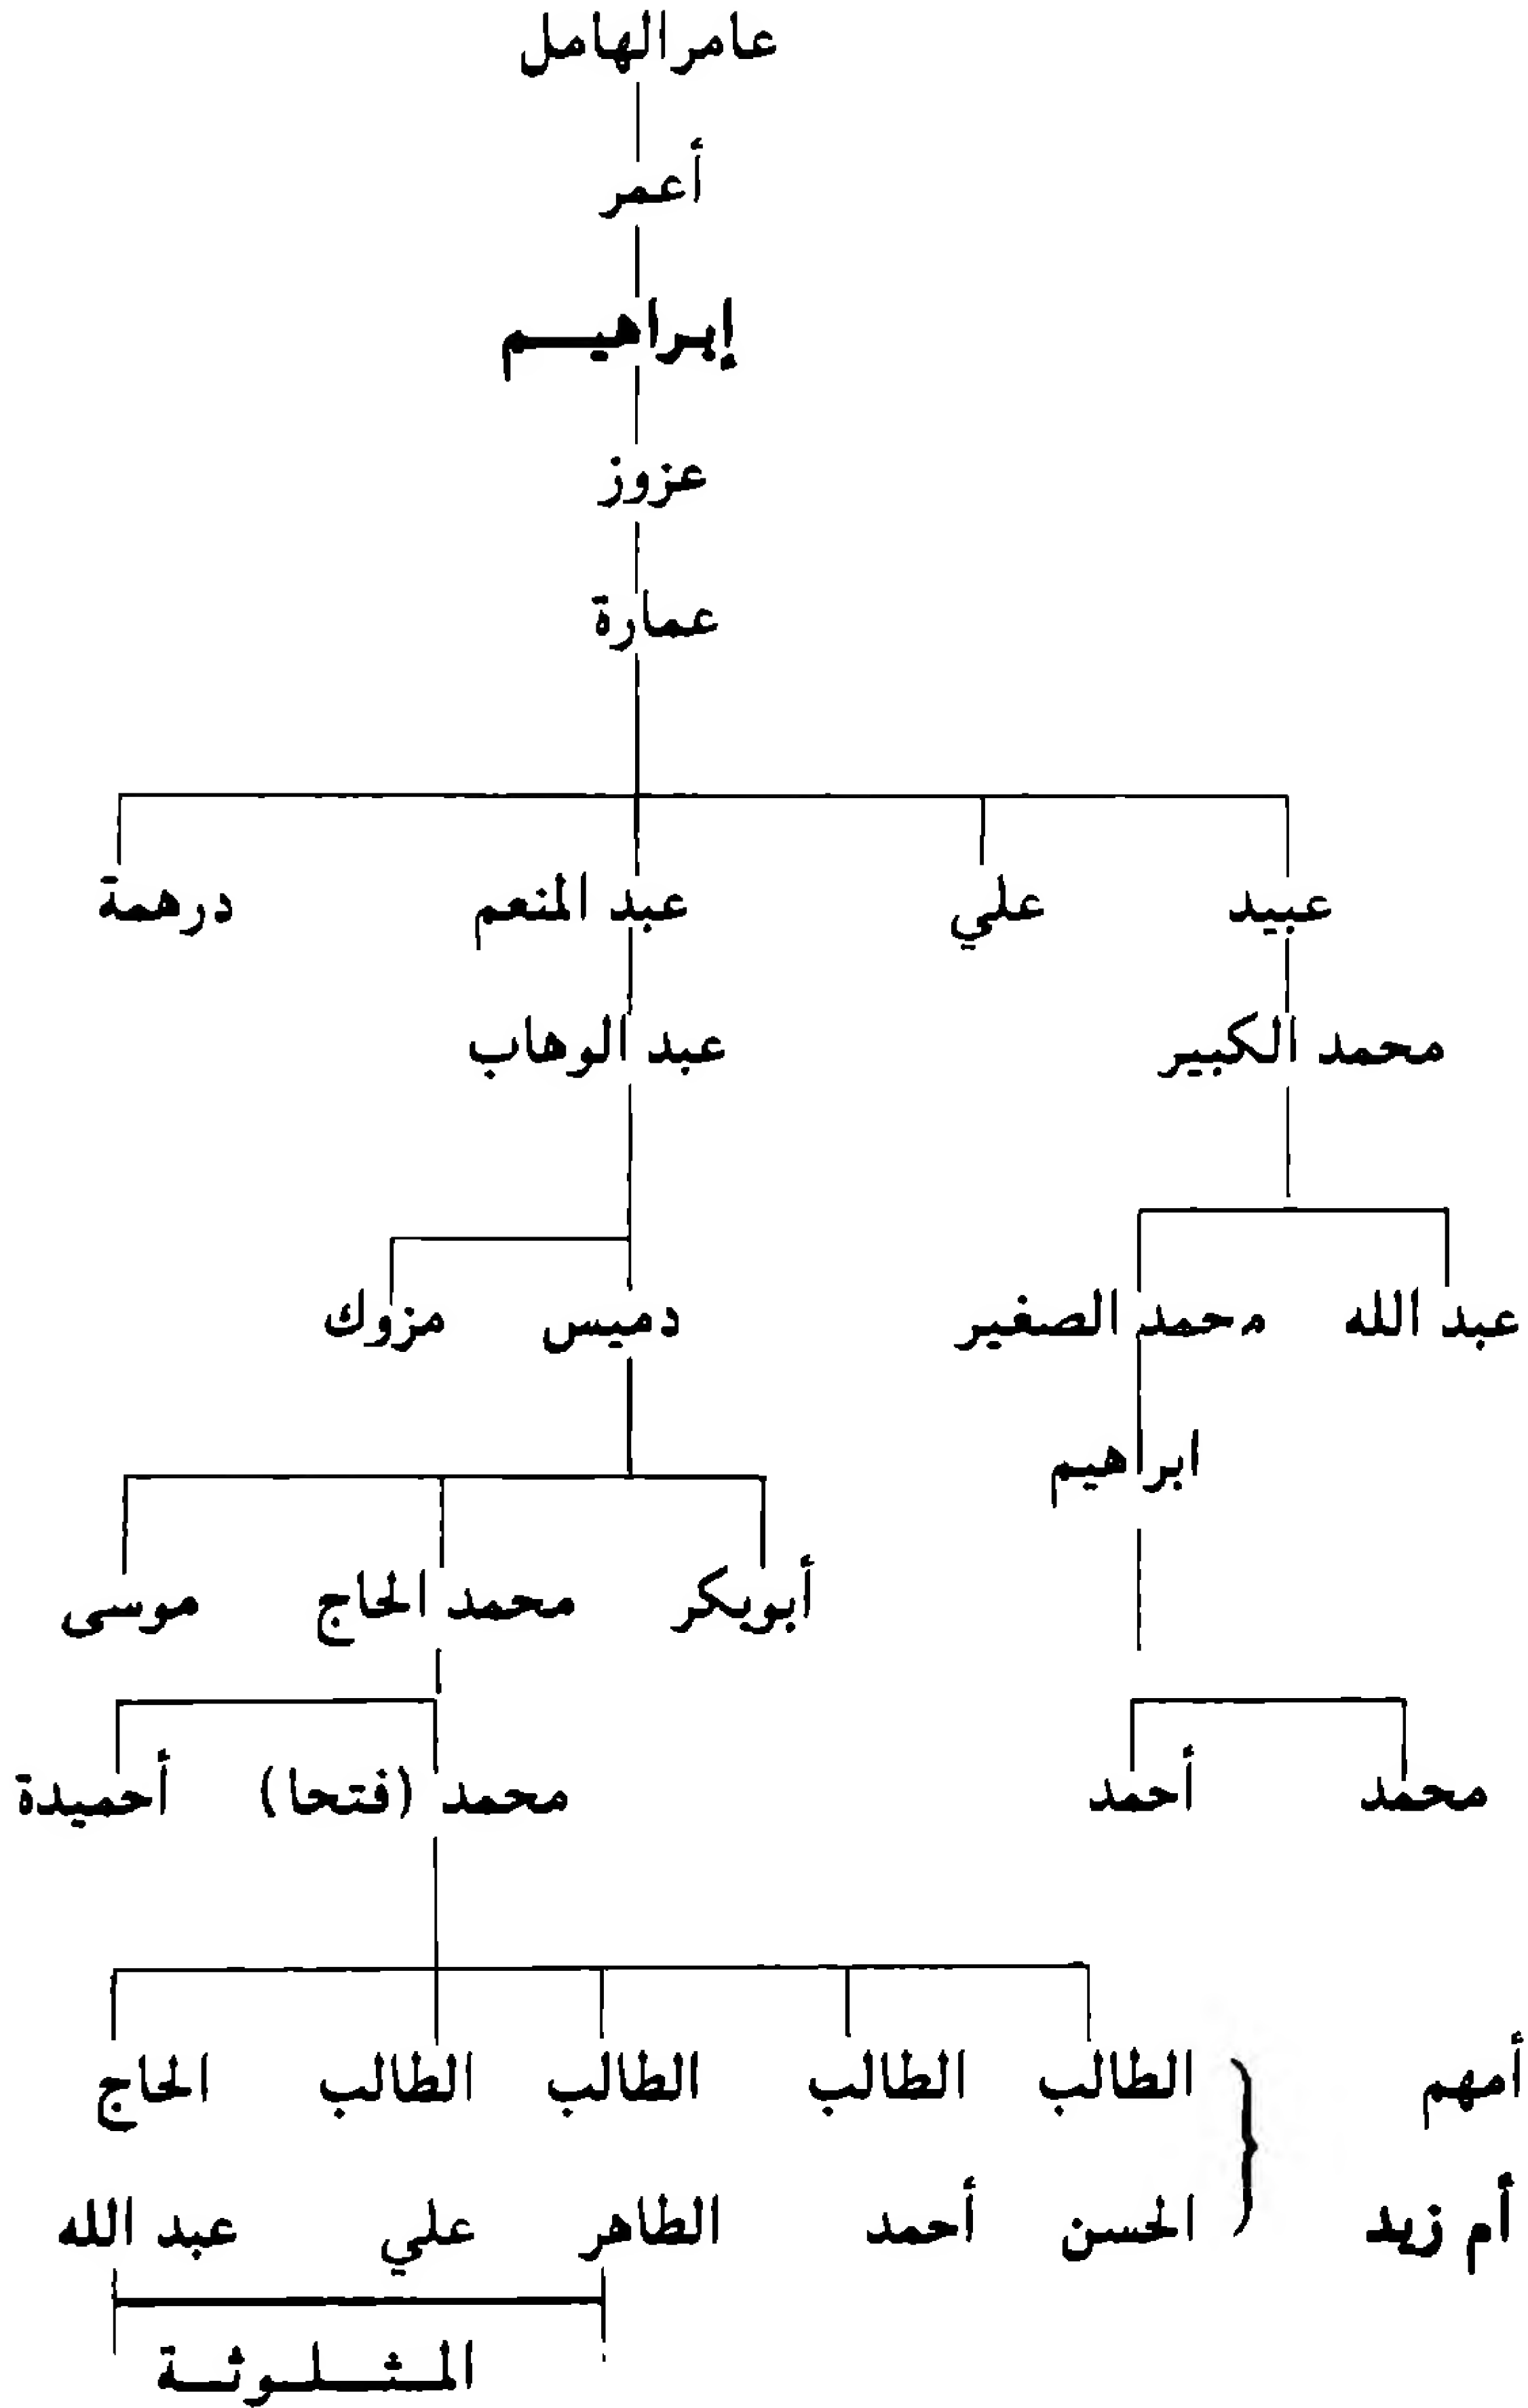 عامر الهامل
أعمر
إبراهيم
عزوز
عمارة
عبيد علي عبد المنعم درهمة
محمد الكبير عبد الوهاب
عبد الله محمد الصغير دميس مزوك
ابراهيم
أبوبكر محمد الحاج موسى
محمد أحمد محمد (فتحا) أحميدة
أمهم } الطالب الطالب الطالب الطالب الحاج
أم زيد الحسن أحمد الطاهر علي عبد الله
المثلوثة